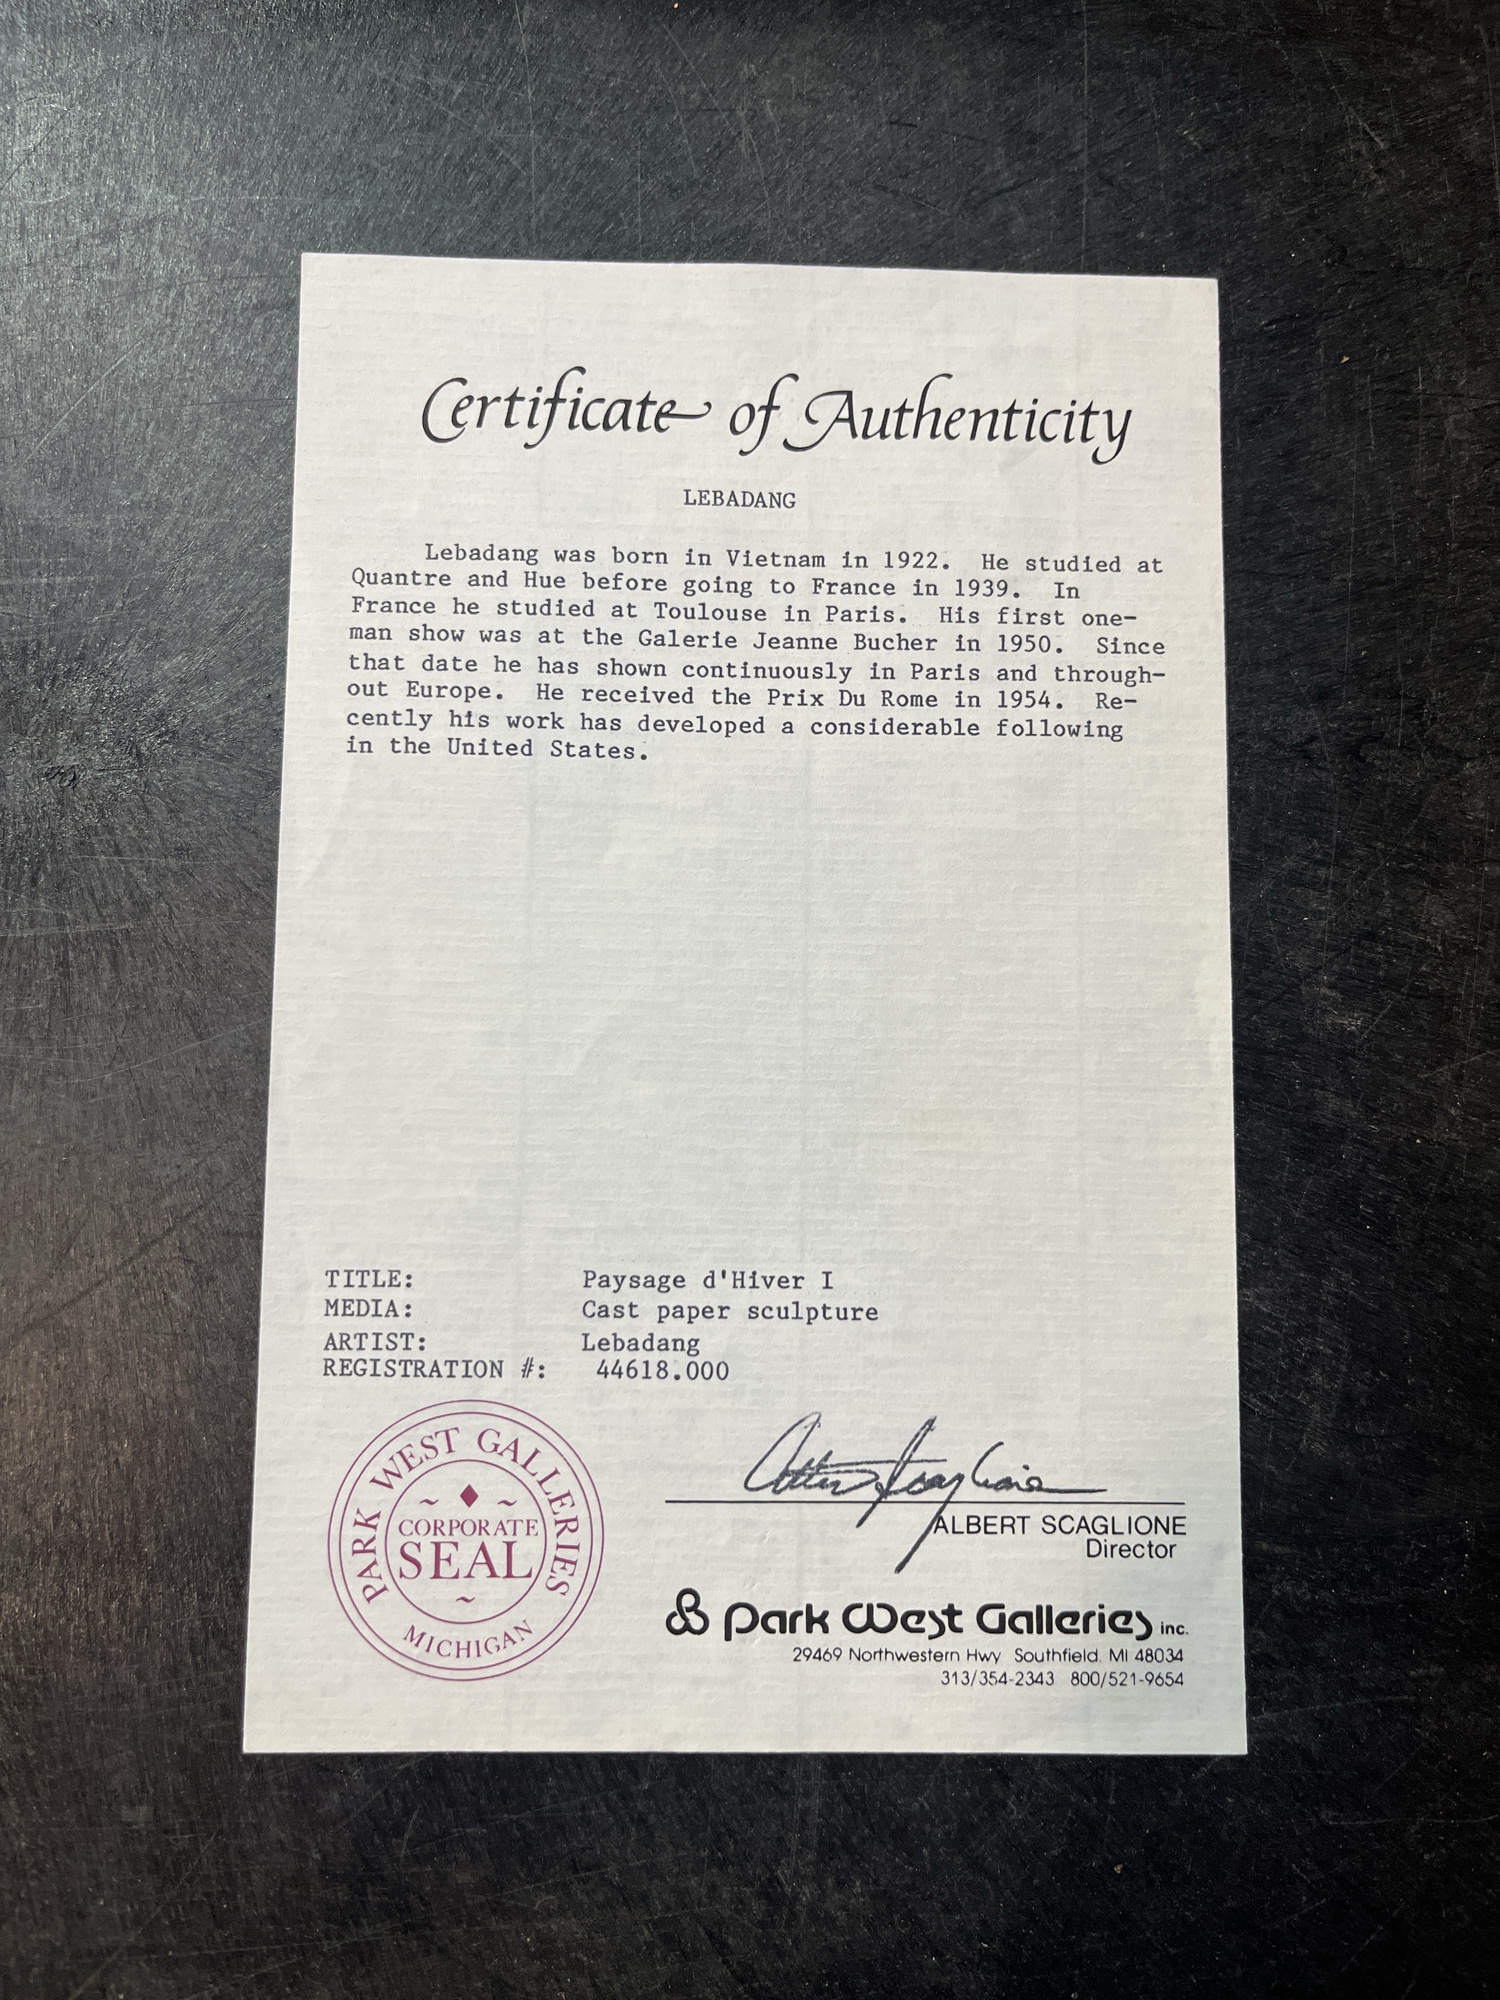 Certificate of Authenticity
LEBADANG
Lebadang was born in Vietnam in 1922. He studied at
Quantre and Hue before going to France in 1939. In
France he studied at Toulouse in Paris. His first one-
man show was at the Galerie Jeanne Bucher in 1950. Since
that date he has shown continuously in Paris and through-
out Europe. He received the Prix Du Rome in 1954. Re-
cently his work has developed a considerable following
in the United States.
TITLE: Paysage d'Hiver I
MEDIA: Cast paper sculpture
ARTIST: Lebadang
REGISTRATION #: 44618.000
PARK WEST GALLERIES
~ ♦ ~
CORPORATE
SEAL
~
MICHIGAN
Albert Scaglione
ALBERT SCAGLIONE
Director
Park West Galleries inc.
29469 Northwestern Hwy Southfield, MI 48034
313/354-2343 800/521-9654